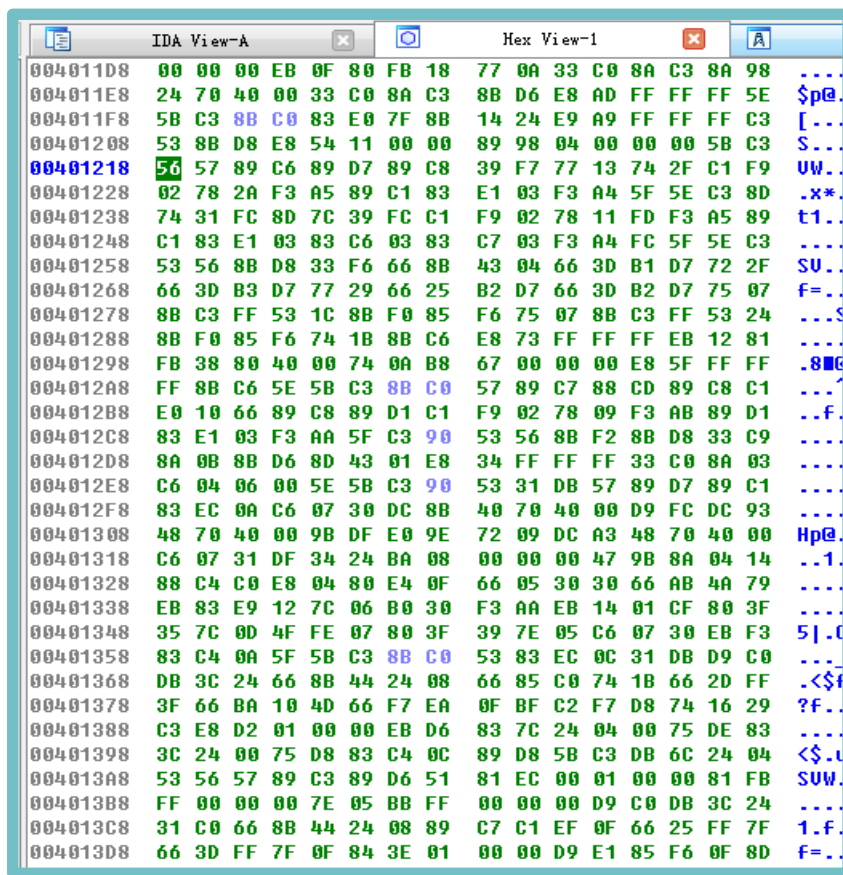 IDA View-A Hex View-1
004011D8 00 00 00 EB 0F 80 FB 18 77 0A 33 C0 8A C3 8A 98 ....
004011E8 24 70 40 00 33 C0 8A C3 8B D6 E8 AD FF FF FF 5E $p@.
004011F8 5B C3 8B C0 83 E0 7F 8B 14 24 E9 A9 FF FF FF C3 [...
00401208 53 8B D8 E8 54 11 00 00 89 98 04 00 00 00 5B C3 S...
00401218 56 57 89 C6 89 D7 89 C8 39 F7 77 13 74 2F C1 F9 VW..
00401228 02 78 2A F3 A5 89 C1 83 E1 03 F3 A4 5F 5E C3 8D .x*.
00401238 74 31 FC 8D 7C 39 FC C1 F9 02 78 11 FD F3 A5 89 t1..
00401248 C1 83 E1 03 83 C6 03 83 C7 03 F3 A4 FC 5F 5E C3 ....
00401258 53 56 8B D8 33 F6 66 8B 43 04 66 3D B1 D7 72 2F SV..
00401268 66 3D B3 D7 77 29 66 25 B2 D7 66 3D B2 D7 75 07 f=..
00401278 8B C3 FF 53 1C 8B F0 85 F6 75 07 8B C3 FF 53 24 ...S
00401288 8B F0 85 F6 74 1B 8B C6 E8 73 FF FF FF EB 12 81 ....
00401298 FB 38 80 40 00 74 0A B8 67 00 00 00 E8 5F FF FF .8■@
004012A8 FF 8B C6 5E 5B C3 8B C0 57 89 C7 88 CD 89 C8 C1 ...^
004012B8 E0 10 66 89 C8 89 D1 C1 F9 02 78 09 F3 AB 89 D1 ..f.
004012C8 83 E1 03 F3 AA 5F C3 90 53 56 8B F2 8B D8 33 C9 ....
004012D8 8A 0B 8B D6 8D 43 01 E8 34 FF FF FF 33 C0 8A 03 ....
004012E8 C6 04 06 00 5E 5B C3 90 53 31 DB 57 89 D7 89 C1 ....
004012F8 83 EC 0A C6 07 30 DC 8B 40 70 40 00 D9 FC DC 93 ....
00401308 48 70 40 00 9B DF E0 9E 72 09 DC A3 48 70 40 00 Hp@.
00401318 C6 07 31 DF 34 24 BA 08 00 00 00 47 9B 8A 04 14 ..1.
00401328 88 C4 C0 E8 04 80 E4 0F 66 05 30 30 66 AB 4A 79 ....
00401338 EB 83 E9 12 7C 06 B0 30 F3 AA EB 14 01 CF 80 3F ....
00401348 35 7C 0D 4F FE 07 80 3F 39 7E 05 C6 07 30 EB F3 5|.O
00401358 83 C4 0A 5F 5B C3 8B C0 53 83 EC 0C 31 DB D9 C0 ..._
00401368 DB 3C 24 66 8B 44 24 08 66 85 C0 74 1B 66 2D FF .<$f
00401378 3F 66 BA 10 4D 66 F7 EA 0F BF C2 F7 D8 74 16 29 ?f..
00401388 C3 E8 D2 01 00 00 EB D6 83 7C 24 04 00 75 DE 83 ....
00401398 3C 24 00 75 D8 83 C4 0C 89 D8 5B C3 DB 6C 24 04 <$.u
004013A8 53 56 57 89 C3 89 D6 51 81 EC 00 01 00 00 81 FB SVW.
004013B8 FF 00 00 00 7E 05 BB FF 00 00 00 D9 C0 DB 3C 24 ....
004013C8 31 C0 66 8B 44 24 08 89 C7 C1 EF 0F 66 25 FF 7F 1.f.
004013D8 66 3D FF 7F 0F 84 3E 01 00 00 D9 E1 85 F6 0F 8D f=..